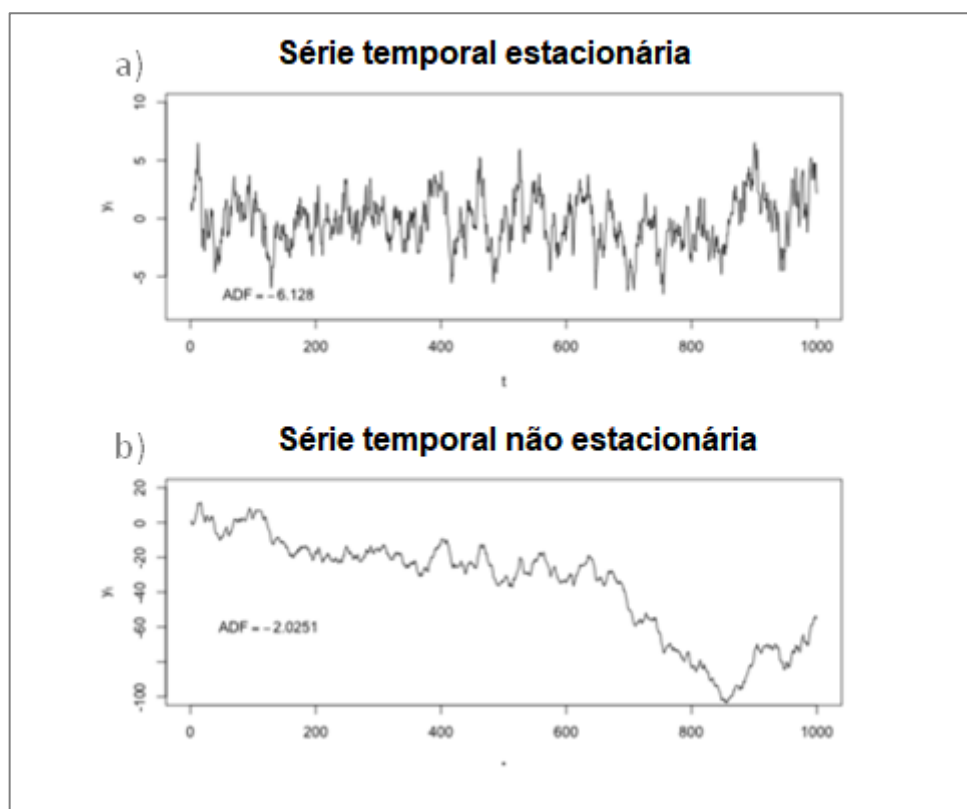 a)
Série temporal estacionária
10
5
0
-5
yₜ
ADF = −6.128
0 200 400 600 800 1000
t
b)
Série temporal não estacionária
20
0
-20
-40
-60
-100
yₜ
ADF = −2.0251
0 200 400 600 800 1000